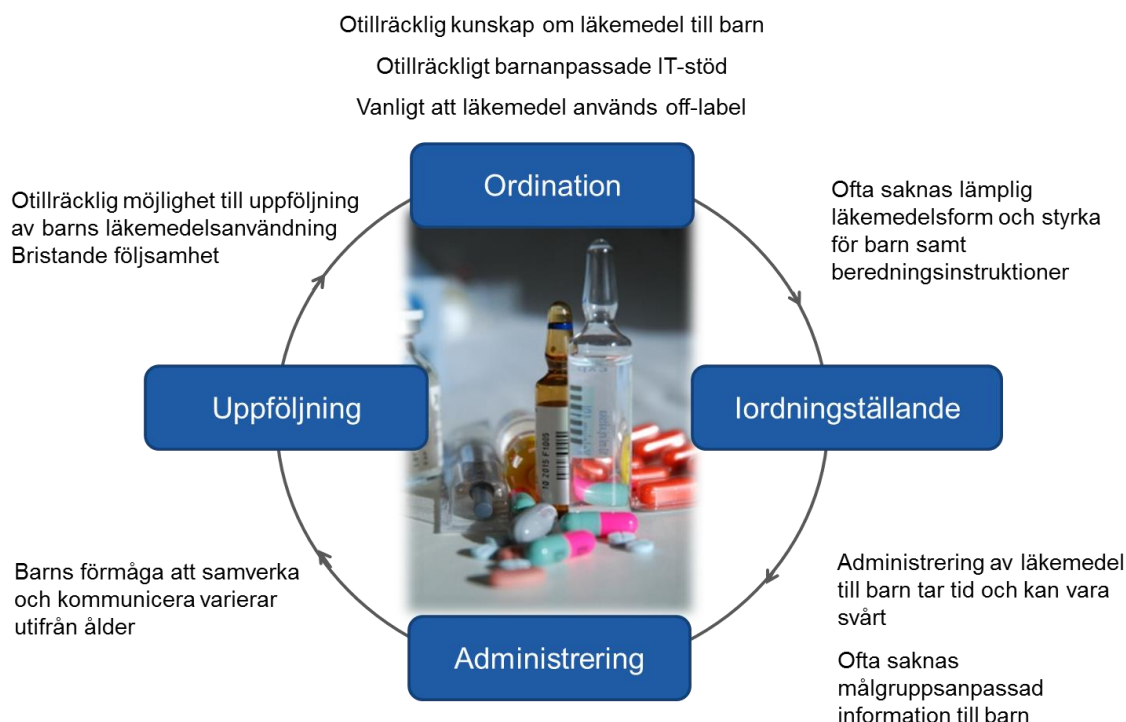 Otillräcklig kunskap om läkemedel till barn
Otillräckligt barnanpassade IT-stöd
Vanligt att läkemedel används off-label
Ordination
Otillräcklig möjlighet till uppföljning
av barns läkemedelsanvändning
Bristande följsamhet
Ofta saknas lämplig
läkemedelsform och styrka
för barn samt
beredningsinstruktioner
Uppföljning
Iordningställande
10 2015 F1005
Barns förmåga att samverka
och kommunicera varierar
utifrån ålder
Administrering
Administrering av läkemedel
till barn tar tid och kan vara
svårt
Ofta saknas
målgruppsanpassad
information till barn